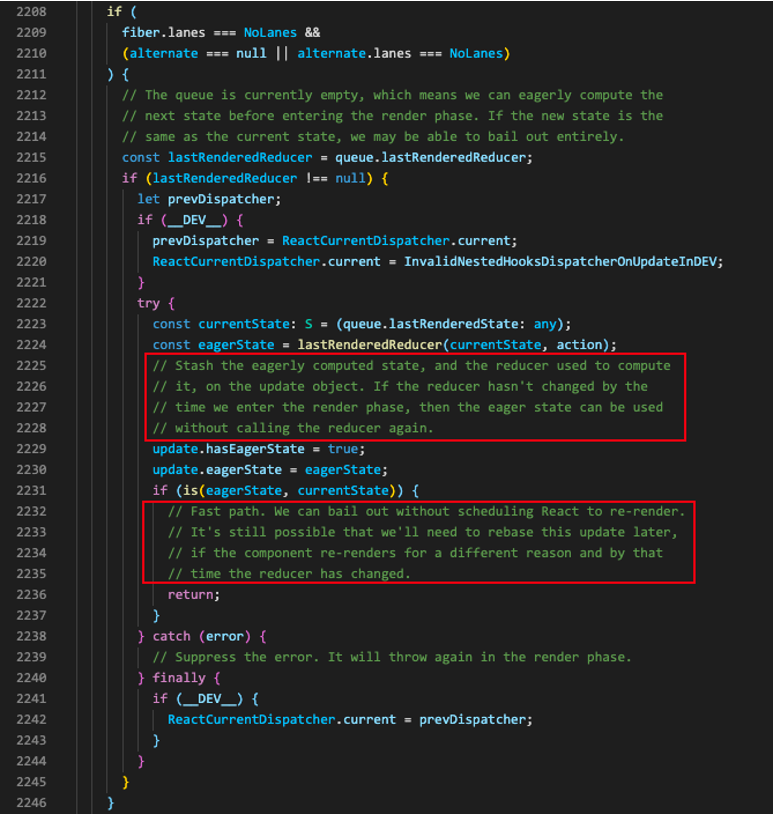 2208 if (
2209 fiber.lanes === NoLanes &&
2210 (alternate === null || alternate.lanes === NoLanes)
2211 ) {
2212 // The queue is currently empty, which means we can eagerly compute the
2213 // next state before entering the render phase. If the new state is the
2214 // same as the current state, we may be able to bail out entirely.
2215 const lastRenderedReducer = queue.lastRenderedReducer;
2216 if (lastRenderedReducer !== null) {
2217 let prevDispatcher;
2218 if (__DEV__) {
2219 prevDispatcher = ReactCurrentDispatcher.current;
2220 ReactCurrentDispatcher.current = InvalidNestedHooksDispatcherOnUpdateInDEV;
2221 }
2222 try {
2223 const currentState: S = (queue.lastRenderedState: any);
2224 const eagerState = lastRenderedReducer(currentState, action);
2225 // Stash the eagerly computed state, and the reducer used to compute
2226 // it, on the update object. If the reducer hasn't changed by the
2227 // time we enter the render phase, then the eager state can be used
2228 // without calling the reducer again.
2229 update.hasEagerState = true;
2230 update.eagerState = eagerState;
2231 if (is(eagerState, currentState)) {
2232 // Fast path. We can bail out without scheduling React to re-render.
2233 // It's still possible that we'll need to rebase this update later,
2234 // if the component re-renders for a different reason and by that
2235 // time the reducer has changed.
2236 return;
2237 }
2238 } catch (error) {
2239 // Suppress the error. It will throw again in the render phase.
2240 } finally {
2241 if (__DEV__) {
2242 ReactCurrentDispatcher.current = prevDispatcher;
2243 }
2244 }
2245 }
2246 }